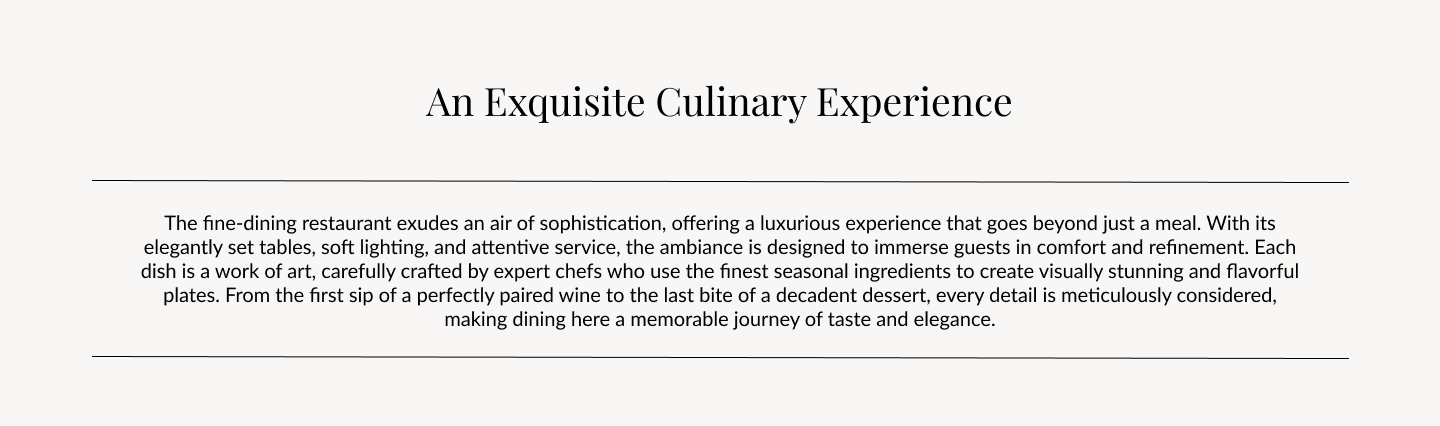 An Exquisite Culinary Experience
The fine-dining restaurant exudes an air of sophistication, offering a luxurious experience that goes beyond just a meal. With its
elegantly set tables, soft lighting, and attentive service, the ambiance is designed to immerse guests in comfort and refinement. Each
dish is a work of art, carefully crafted by expert chefs who use the finest seasonal ingredients to create visually stunning and flavorful
plates. From the first sip of a perfectly paired wine to the last bite of a decadent dessert, every detail is meticulously considered,
making dining here a memorable journey of taste and elegance.